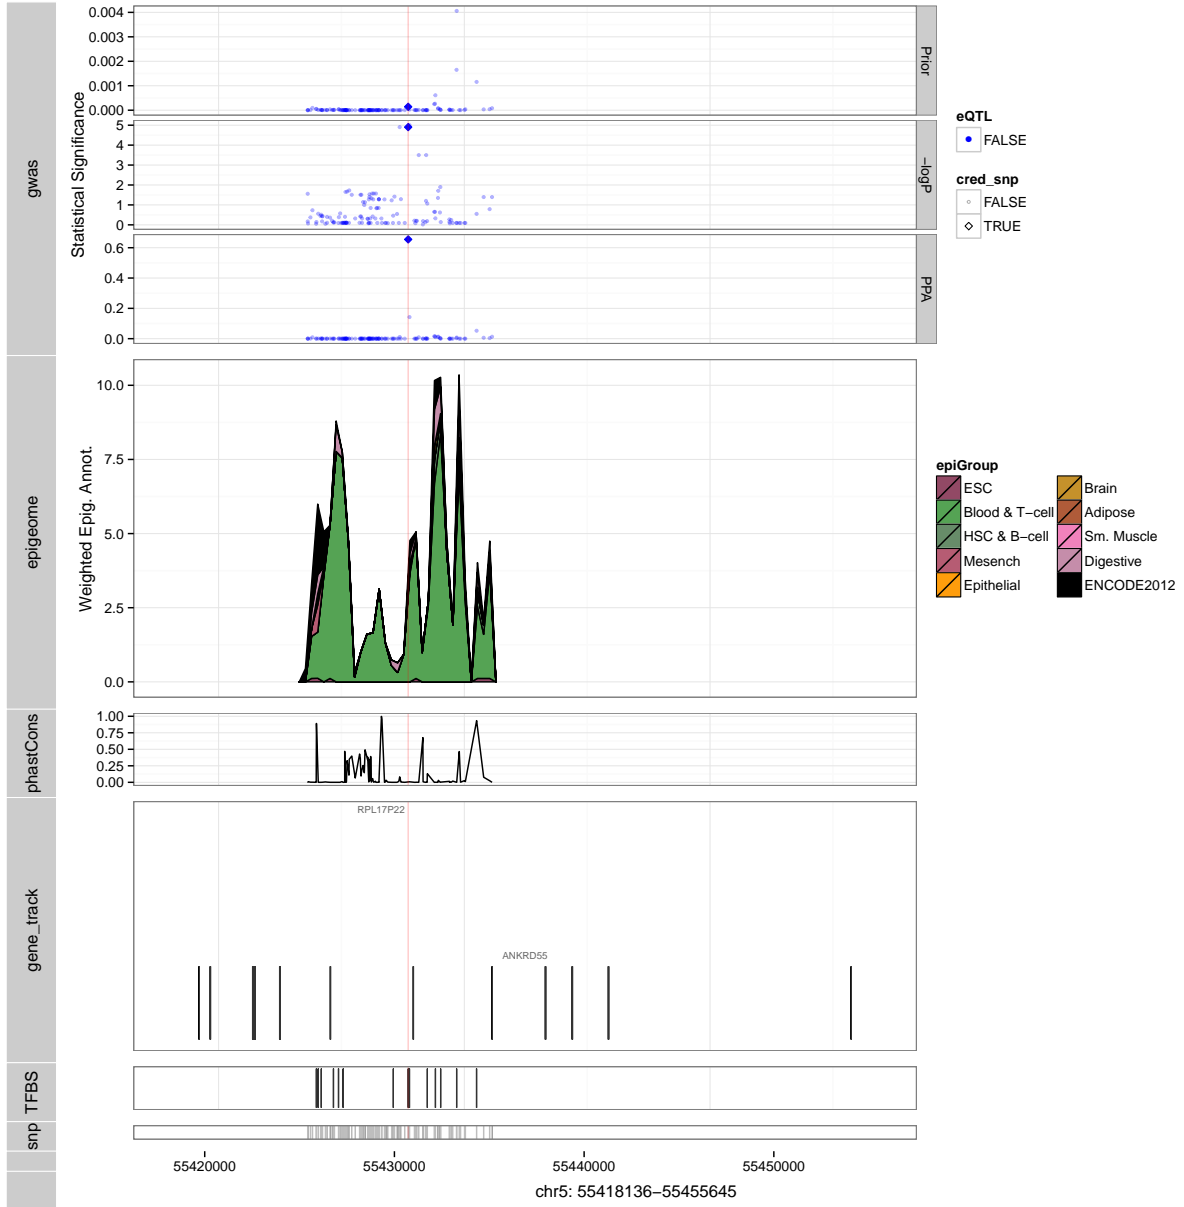 gwas
Statistical Significance
0.004
0.003
0.002
0.001
0.000
Prior
5
4
3
2
1
0
−logP
0.6
0.4
0.2
0.0
PPA
eQTL
FALSE
cred_snp
FALSE
TRUE
epigeome
Weighted Epig. Annot.
10.0
7.5
5.0
2.5
0.0
epiGroup
ESC
Blood & T−cell
HSC & B−cell
Mesench
Epithelial
Brain
Adipose
Sm. Muscle
Digestive
ENCODE2012
phastCons
1.00
0.75
0.50
0.25
0.00
gene_track
RPL17P22
ANKRD55
TFBS
snp
55420000 55430000 55440000 55450000
chr5: 55418136−55455645